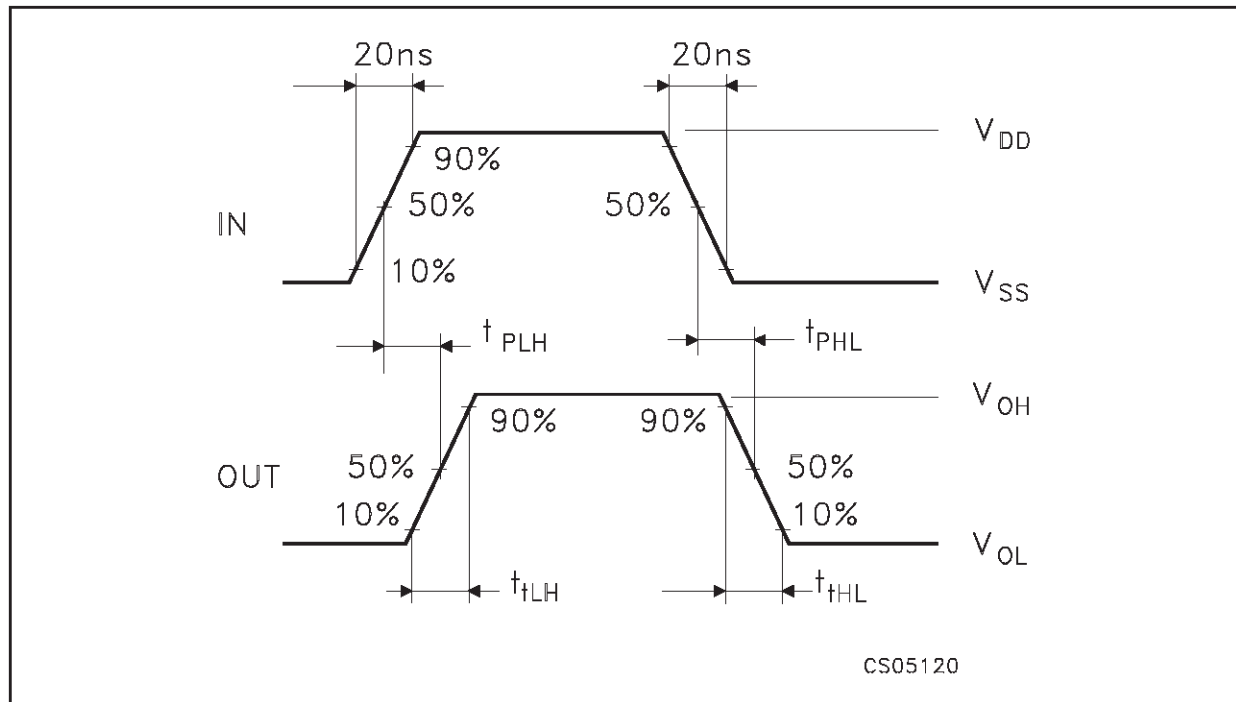 20ns 20ns
V_DD
90%
IN 50% 50%
10%
V_SS
t_PLH t_PHL
V_OH
90% 90%
OUT 50% 50%
10% 10%
V_OL
t_tLH t_tHL
CS05120